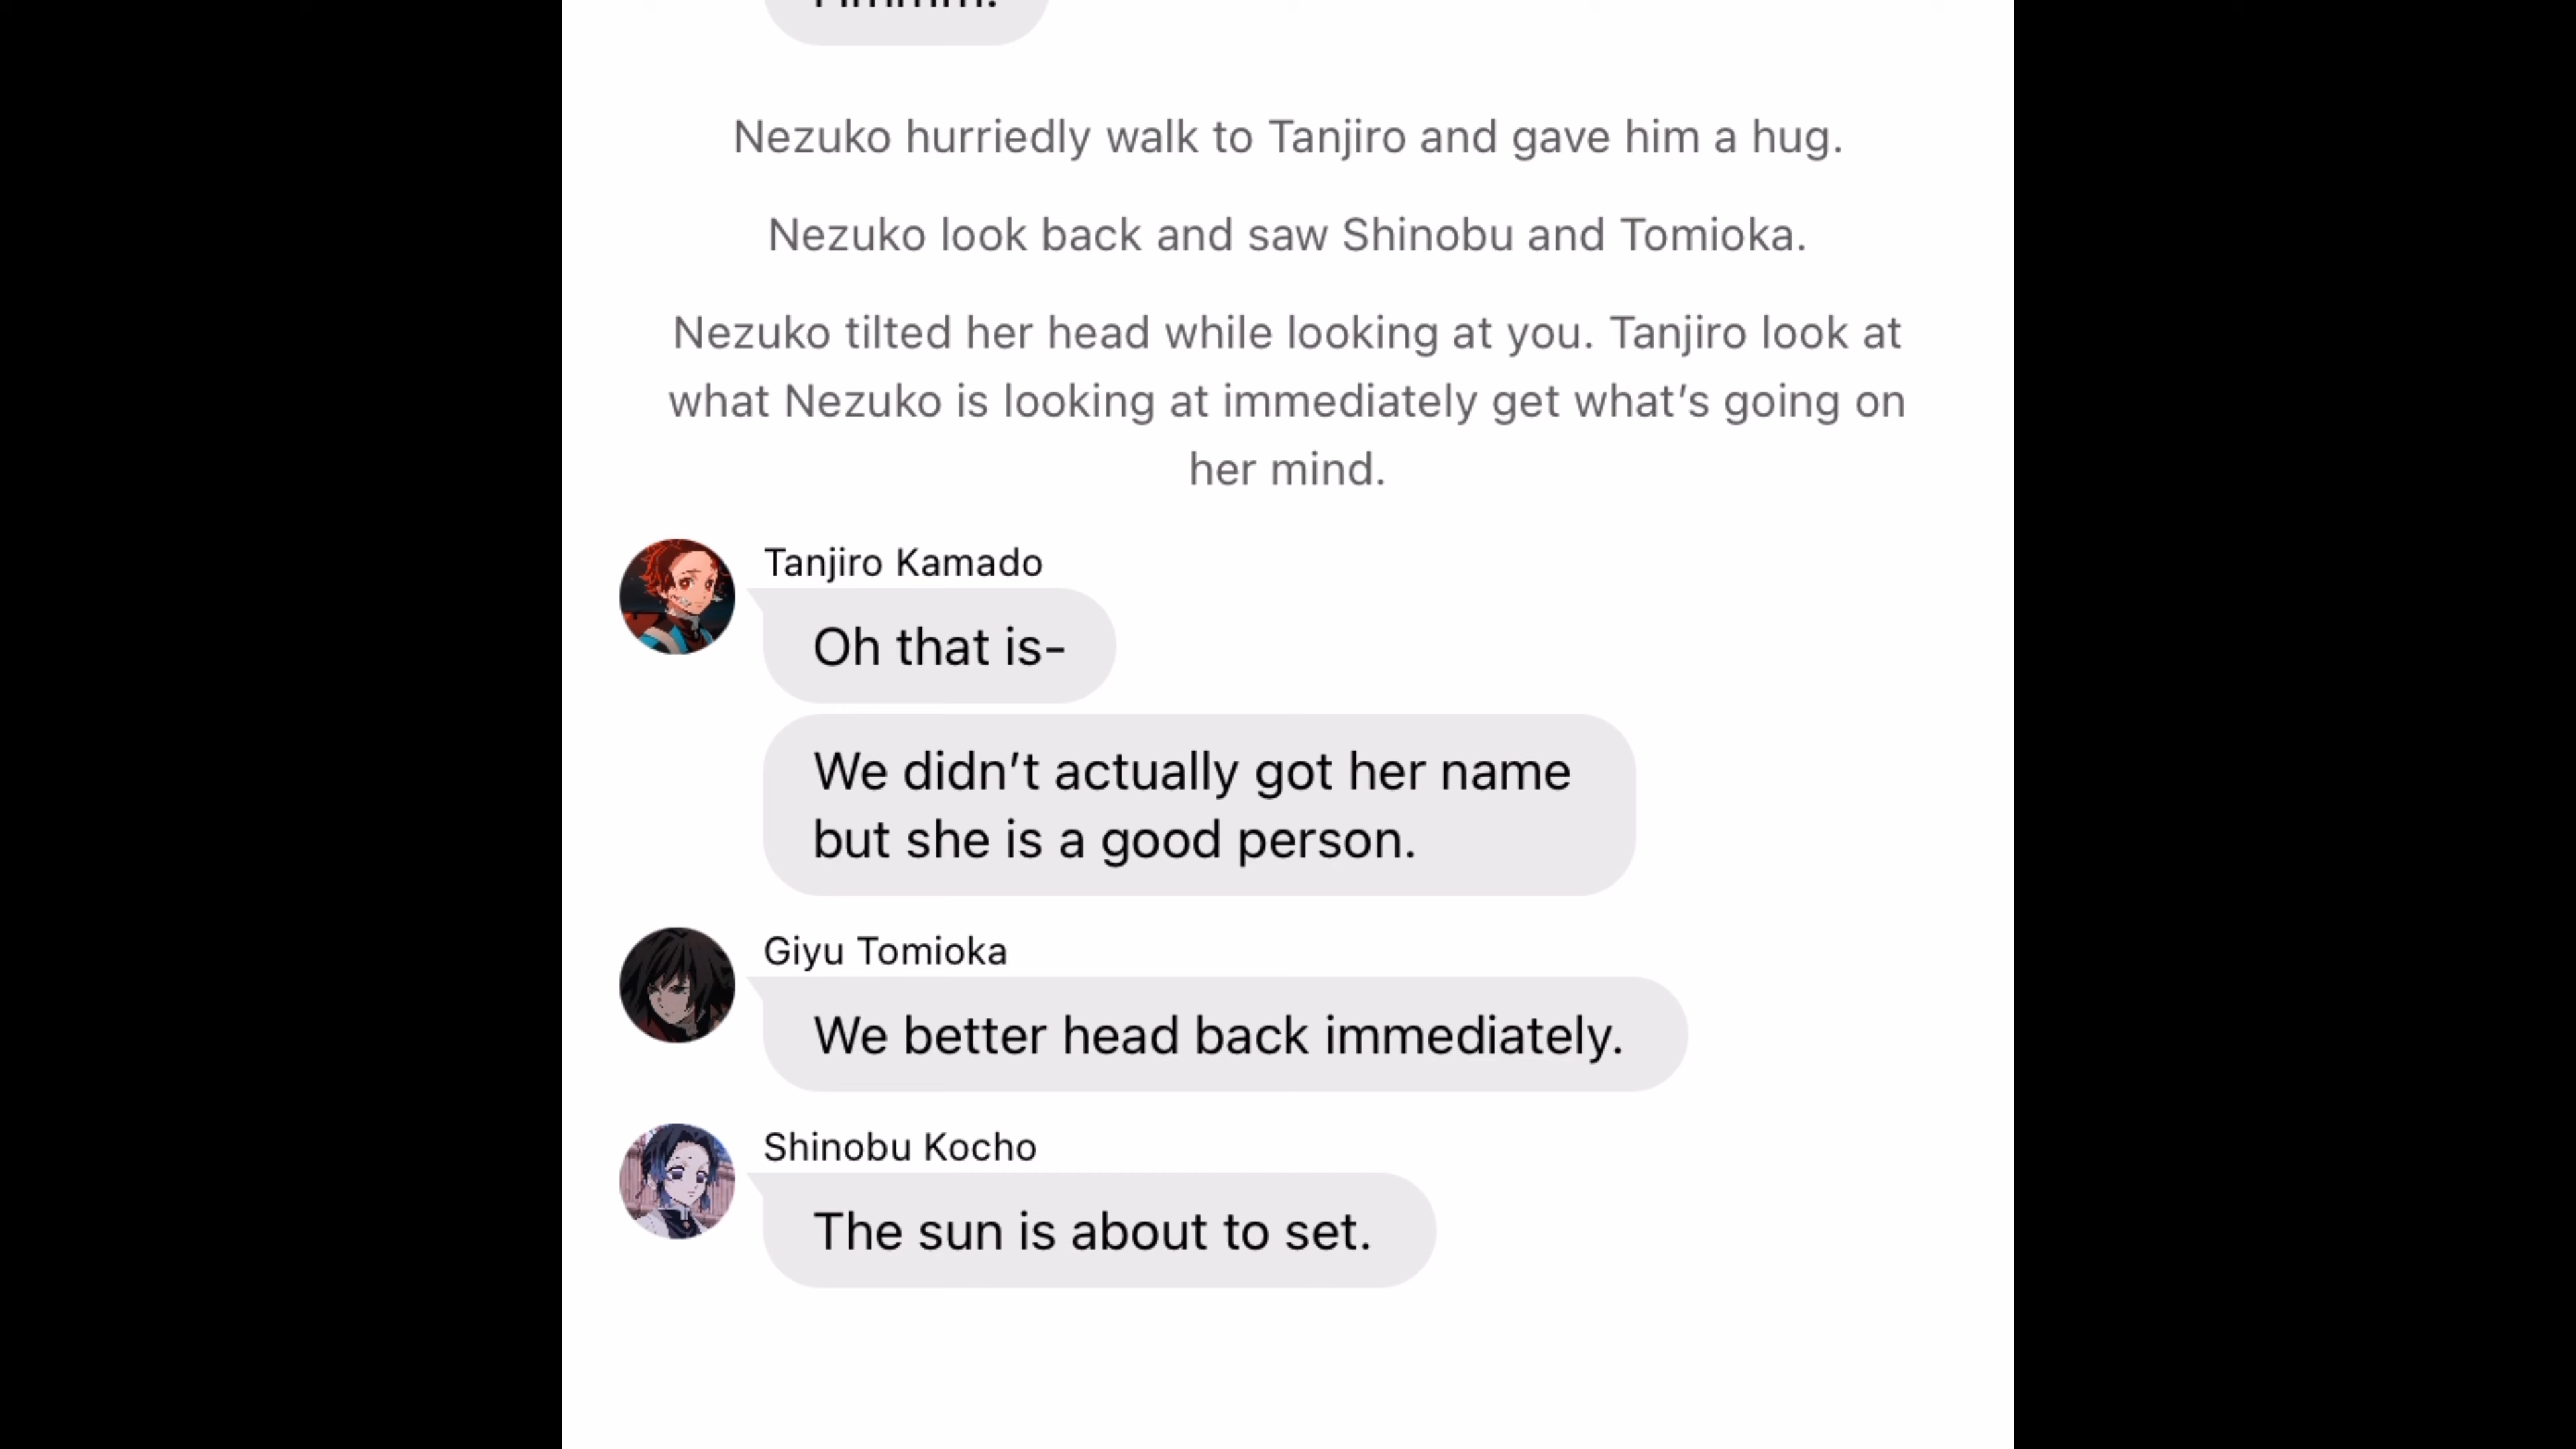 Nezuko hurriedly walk to Tanjiro and gave him a hug.
Nezuko look back and saw Shinobu and Tomioka.
Nezuko tilted her head while looking at you. Tanjiro look at
what Nezuko is looking at immediately get what’s going on
her mind.
Tanjiro Kamado
Oh that is-
We didn’t actually got her name
but she is a good person.
Giyu Tomioka
We better head back immediately.
Shinobu Kocho
The sun is about to set.